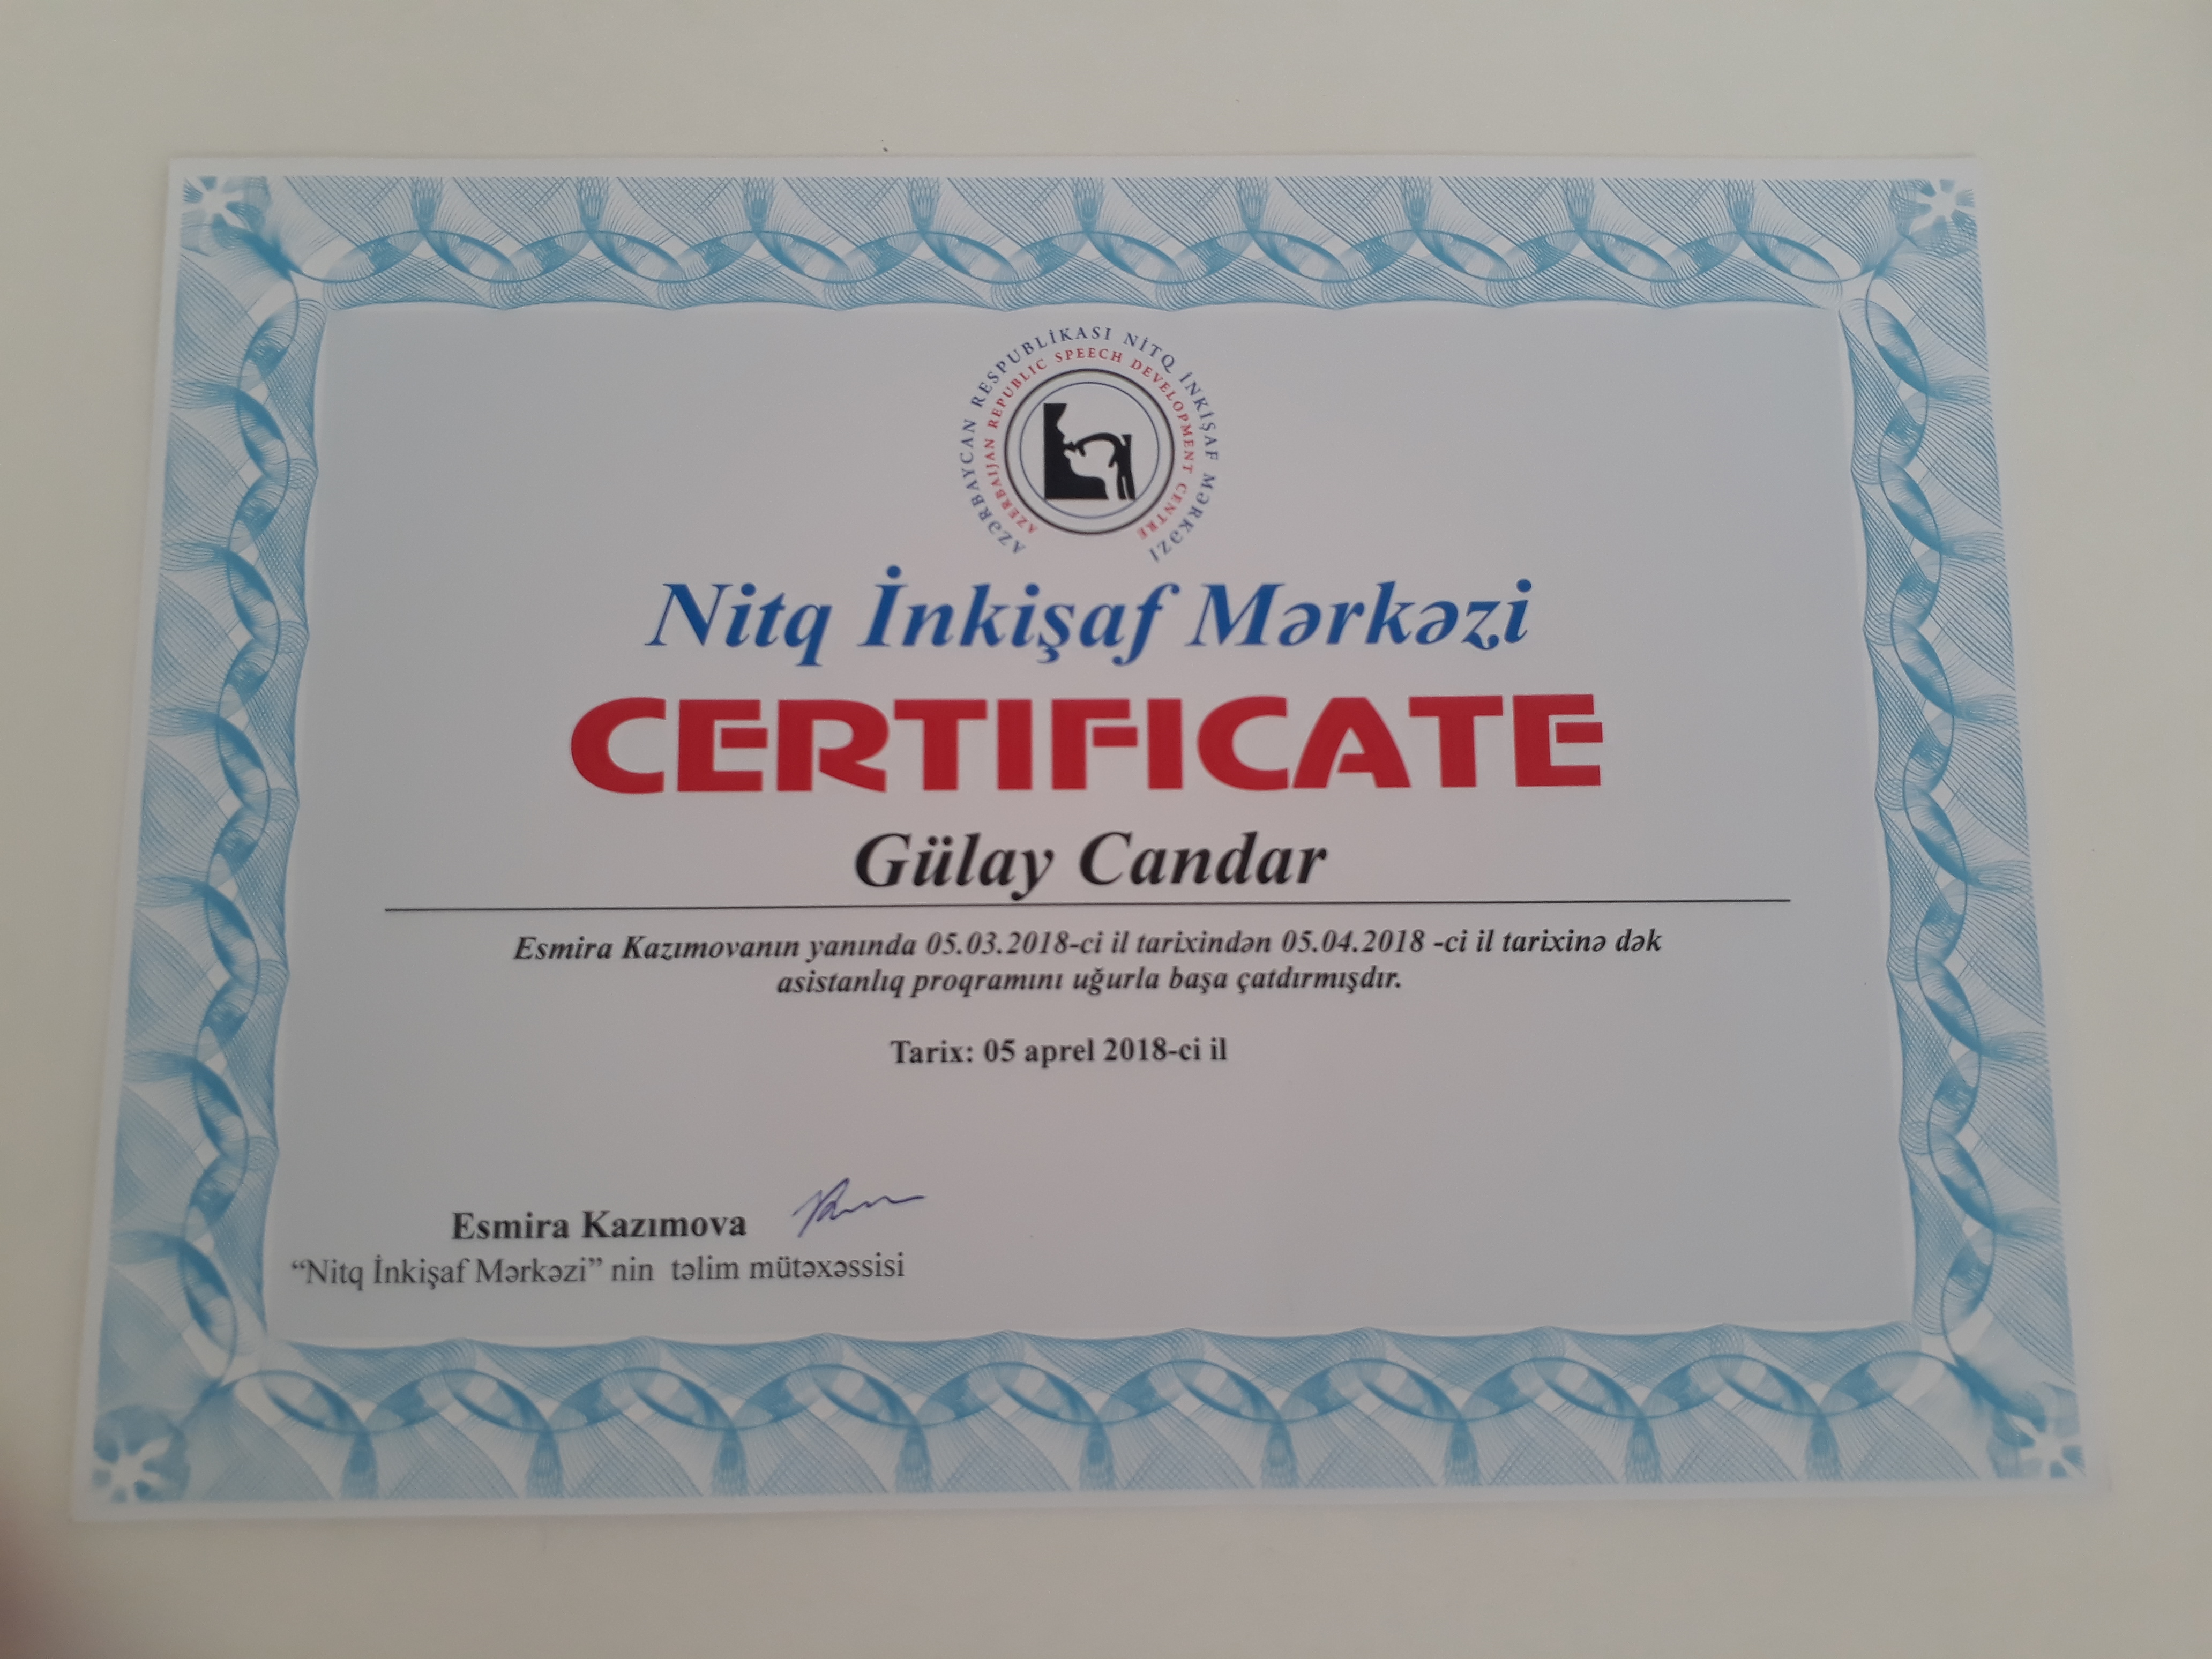 AZƏRBAYCAN RESPUBLİKASI NİTQ İNKİŞAF MƏRKƏZİ
AZERBAIJAN REPUBLIC SPEECH DEVELOPMENT CENTRE
Nitq İnkişaf Mərkəzi
CERTIFICATE
Gülay Candar
Esmira Kazımovanın yanında 05.03.2018-ci il tarixindən 05.04.2018 -ci il tarixinə dək
asistanlıq proqramını uğurla başa çatdırmışdır.
Tarix: 05 aprel 2018-ci il
Esmira Kazımova
“Nitq İnkişaf Mərkəzi” nin təlim mütəxəssisi